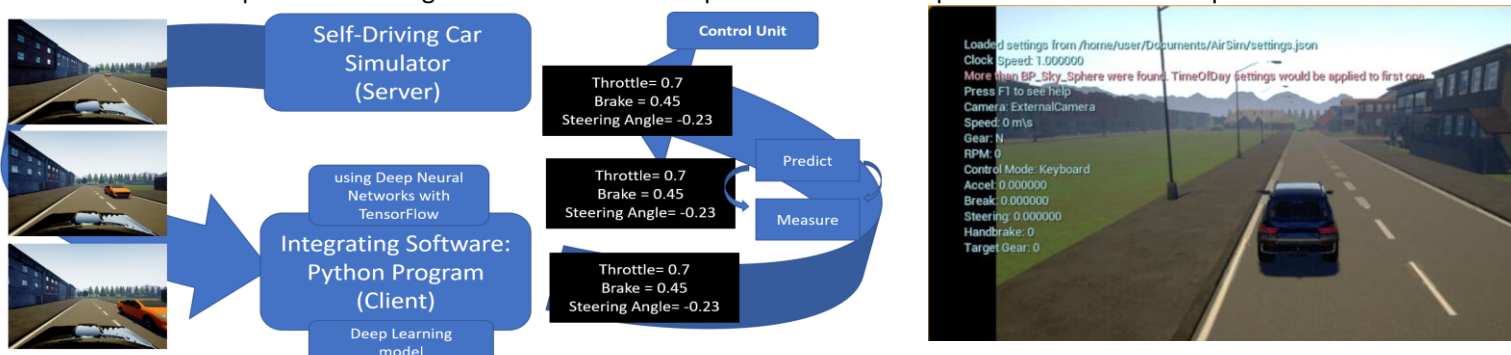 Self-Driving Car
Simulator
(Server)
using Deep Neural
Networks with
TensorFlow
Integrating Software:
Python Program
(Client)
Deep Learning
model
Control Unit
Throttle= 0.7
Brake = 0.45
Steering Angle= -0.23
Throttle= 0.7
Brake = 0.45
Steering Angle= -0.23
Throttle= 0.7
Brake = 0.45
Steering Angle= -0.23
Predict
Measure
Loaded settings from /home/user/Documents/AirSim/settings.json
Clock Speed: 1.000000
More than BP_Sky_Sphere were found. TimeOfDay settings would be applied to first one
Press F1 to see help
Camera: ExternalCamera
Speed: 0 m\s
Gear: N
RPM: 0
Control Mode: Keyboard
Accel: 0.000000
Break: 0.000000
Steering: 0.000000
Handbrake: 0
Target Gear: 0